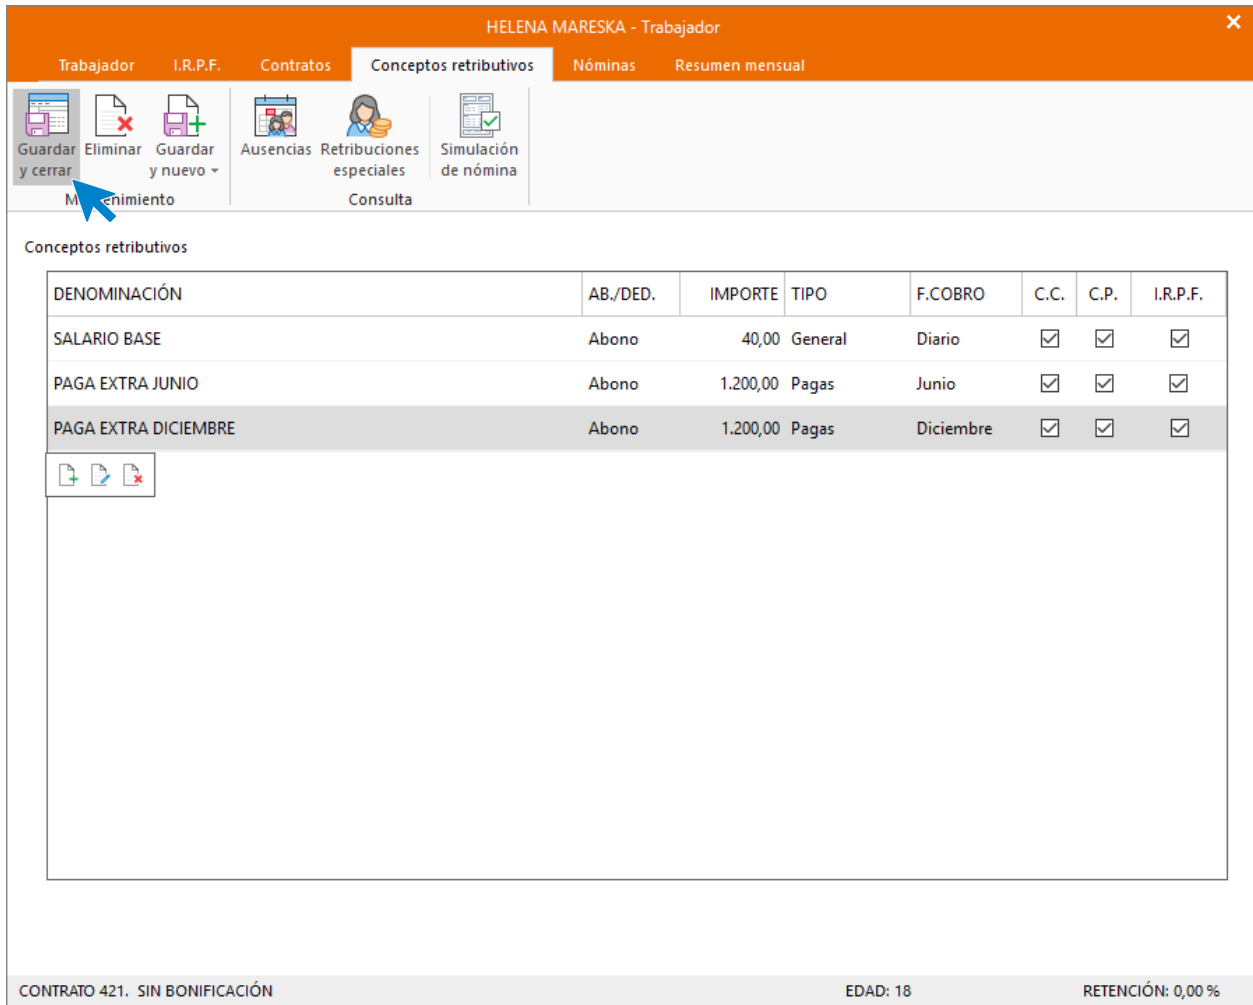 HELENA MARESKA - Trabajador
Trabajador I.R.P.F. Contratos Conceptos retributivos Nóminas Resumen mensual
Guardar y cerrar
Eliminar
Guardar y nuevo
Ausencias
Retribuciones especiales
Simulación de nómina
Consulta
Conceptos retributivos
DENOMINACIÓN AB./DED. IMPORTE TIPO F.COBRO C.C. C.P. I.R.P.F.
SALARIO BASE Abono 40,00 General Diario
PAGA EXTRA JUNIO Abono 1.200,00 Pagas Junio
PAGA EXTRA DICIEMBRE Abono 1.200,00 Pagas Diciembre
CONTRATO 421. SIN BONIFICACIÓN EDAD: 18 RETENCIÓN: 0,00 %